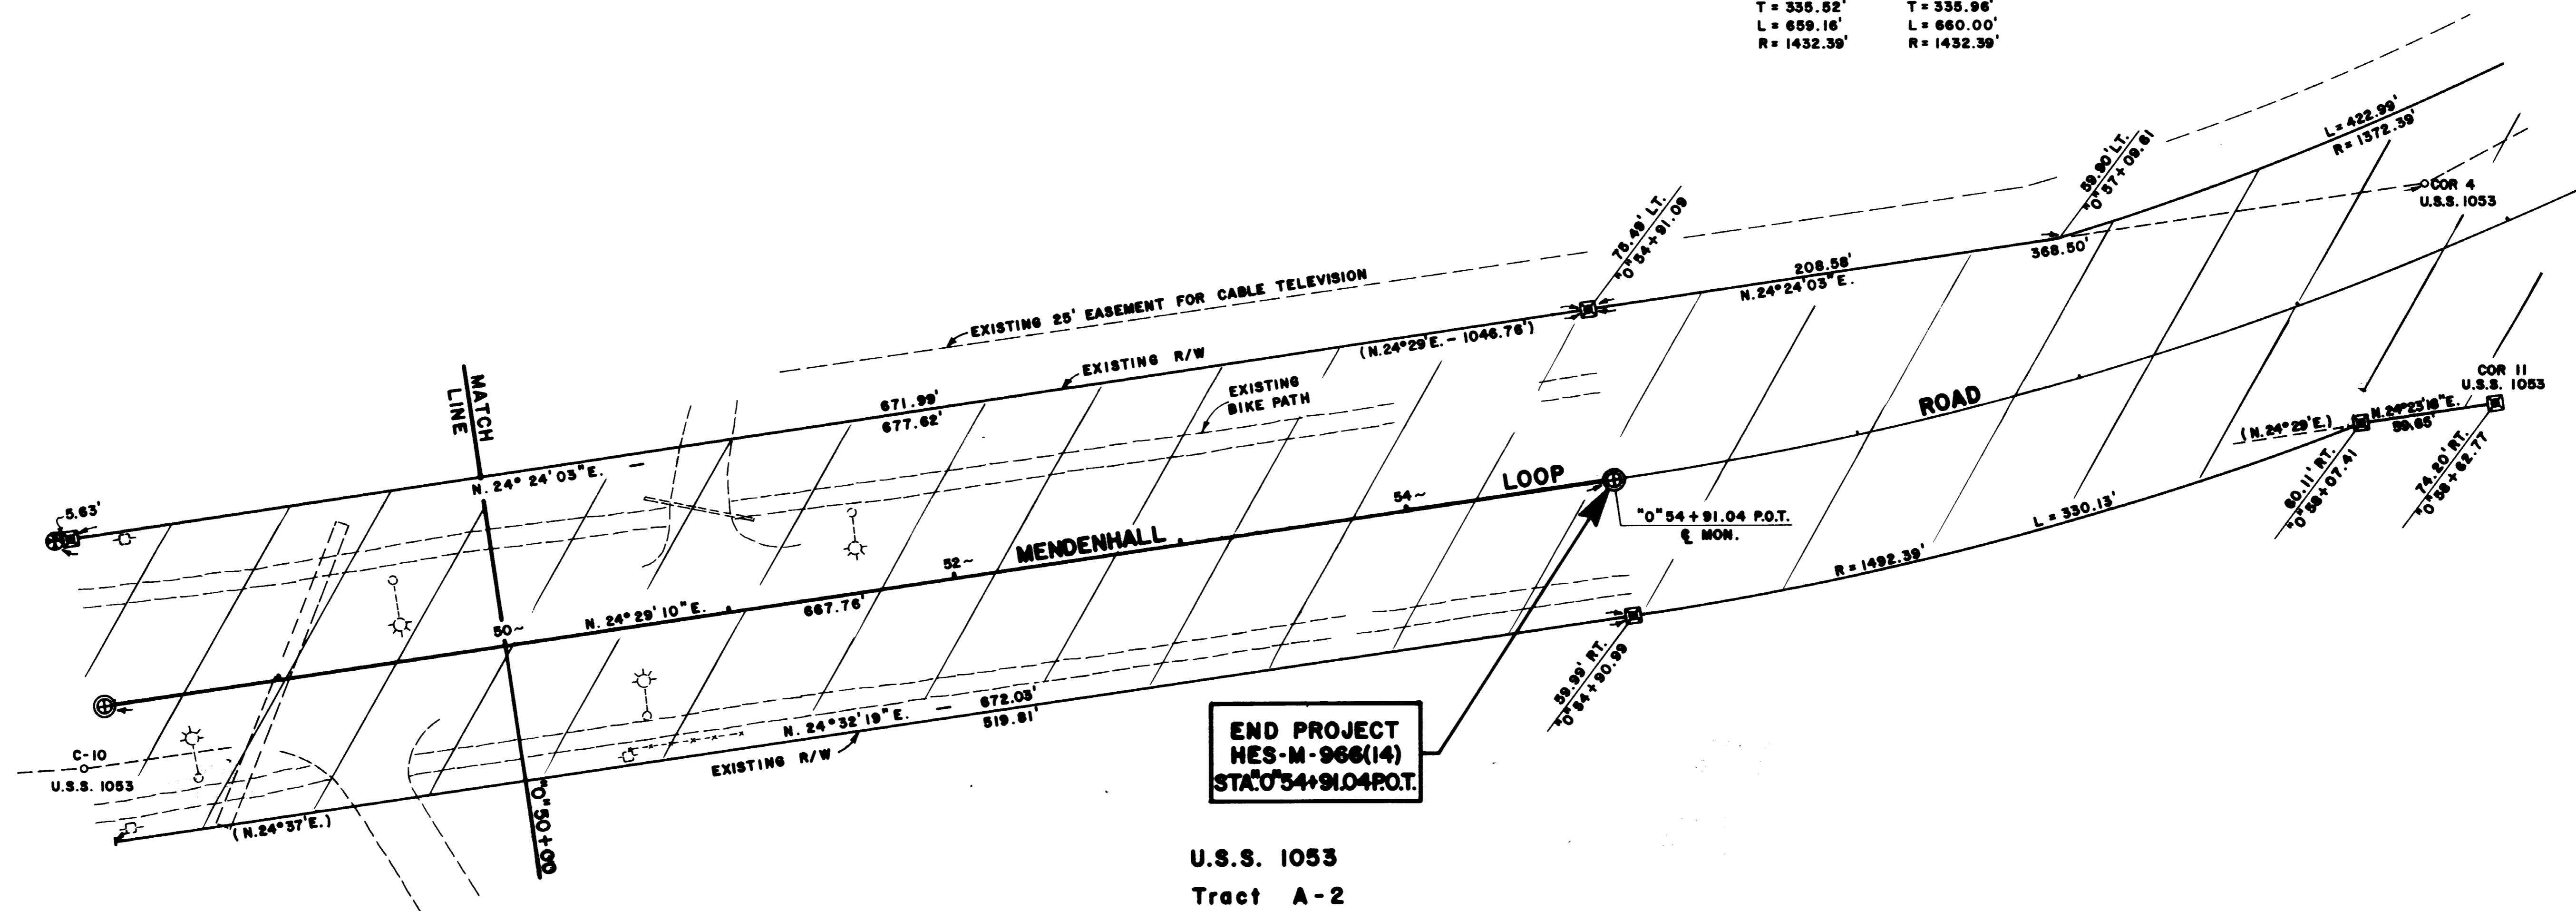 T = 335.52'
L = 659.16'
R = 1432.39'
T = 335.96'
L = 660.00'
R = 1432.39'
L = 422.99'
R = 1372.39'
59.90' LT.
"O" 57+09.61
COR 4
U.S.S. 1053
75.49' LT.
"O" 54+91.09
208.58'
N. 24° 24' 03" E.
368.50'
EXISTING 25' EASEMENT FOR CABLE TELEVISION
(N. 24° 29' E. - 1046.76')
EXISTING R/W
EXISTING
BIKE PATH
MATCH
LINE
671.99'
677.62'
N. 24° 24' 03" E.
5.63'
COR 11
U.S.S. 1053
N. 24° 23' 18" E.
59.65'
(N. 24° 29' E.)
60.11' RT.
"O" 58+07.41
74.20' RT.
"O" 58+62.77
MENDENHALL LOOP ROAD
54~
52~
50~
"O" 54+91.04 P.O.T.
℄ MON.
N. 24° 29' 10" E.
667.76'
L = 330.13'
R = 1492.39'
59.99' RT.
"O" 54+90.99
N. 24° 32' 19" E.
672.03'
519.81'
EXISTING R/W
C-10
U.S.S. 1053
(N. 24° 37' E.)
"O" 50+00
END PROJECT
HES-M-966(14)
STA."O"54+91.04P.O.T.
U.S.S. 1053
Tract A-2